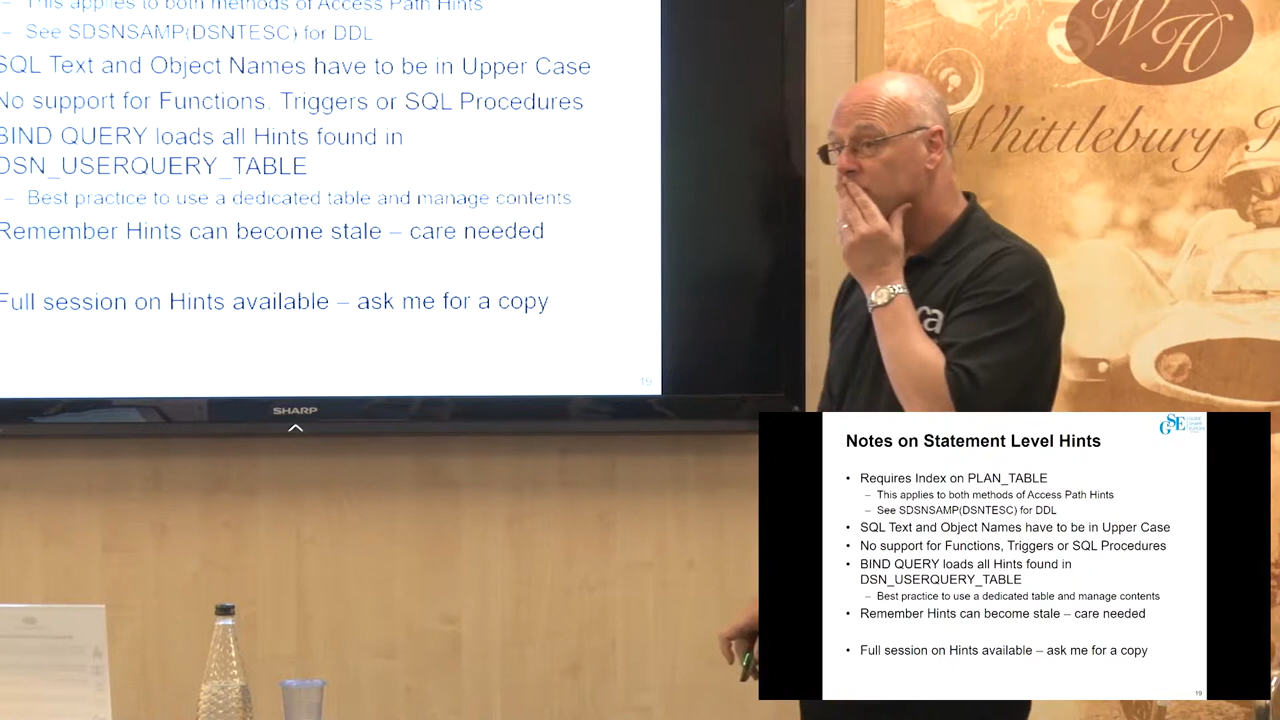 This applies to both methods of Access Path Hints
– See SDSNSAMP(DSNTESC) for DDL
SQL Text and Object Names have to be in Upper Case
No support for Functions, Triggers or SQL Procedures
BIND QUERY loads all Hints found in
DSN_USERQUERY_TABLE
– Best practice to use a dedicated table and manage contents
Remember Hints can become stale – care needed
Full session on Hints available – ask me for a copy
19
SHARP
WH
Whittlebury
ca
GSE
Notes on Statement Level Hints
• Requires Index on PLAN_TABLE
– This applies to both methods of Access Path Hints
– See SDSNSAMP(DSNTESC) for DDL
• SQL Text and Object Names have to be in Upper Case
• No support for Functions, Triggers or SQL Procedures
• BIND QUERY loads all Hints found in
DSN_USERQUERY_TABLE
– Best practice to use a dedicated table and manage contents
• Remember Hints can become stale – care needed
• Full session on Hints available – ask me for a copy
19